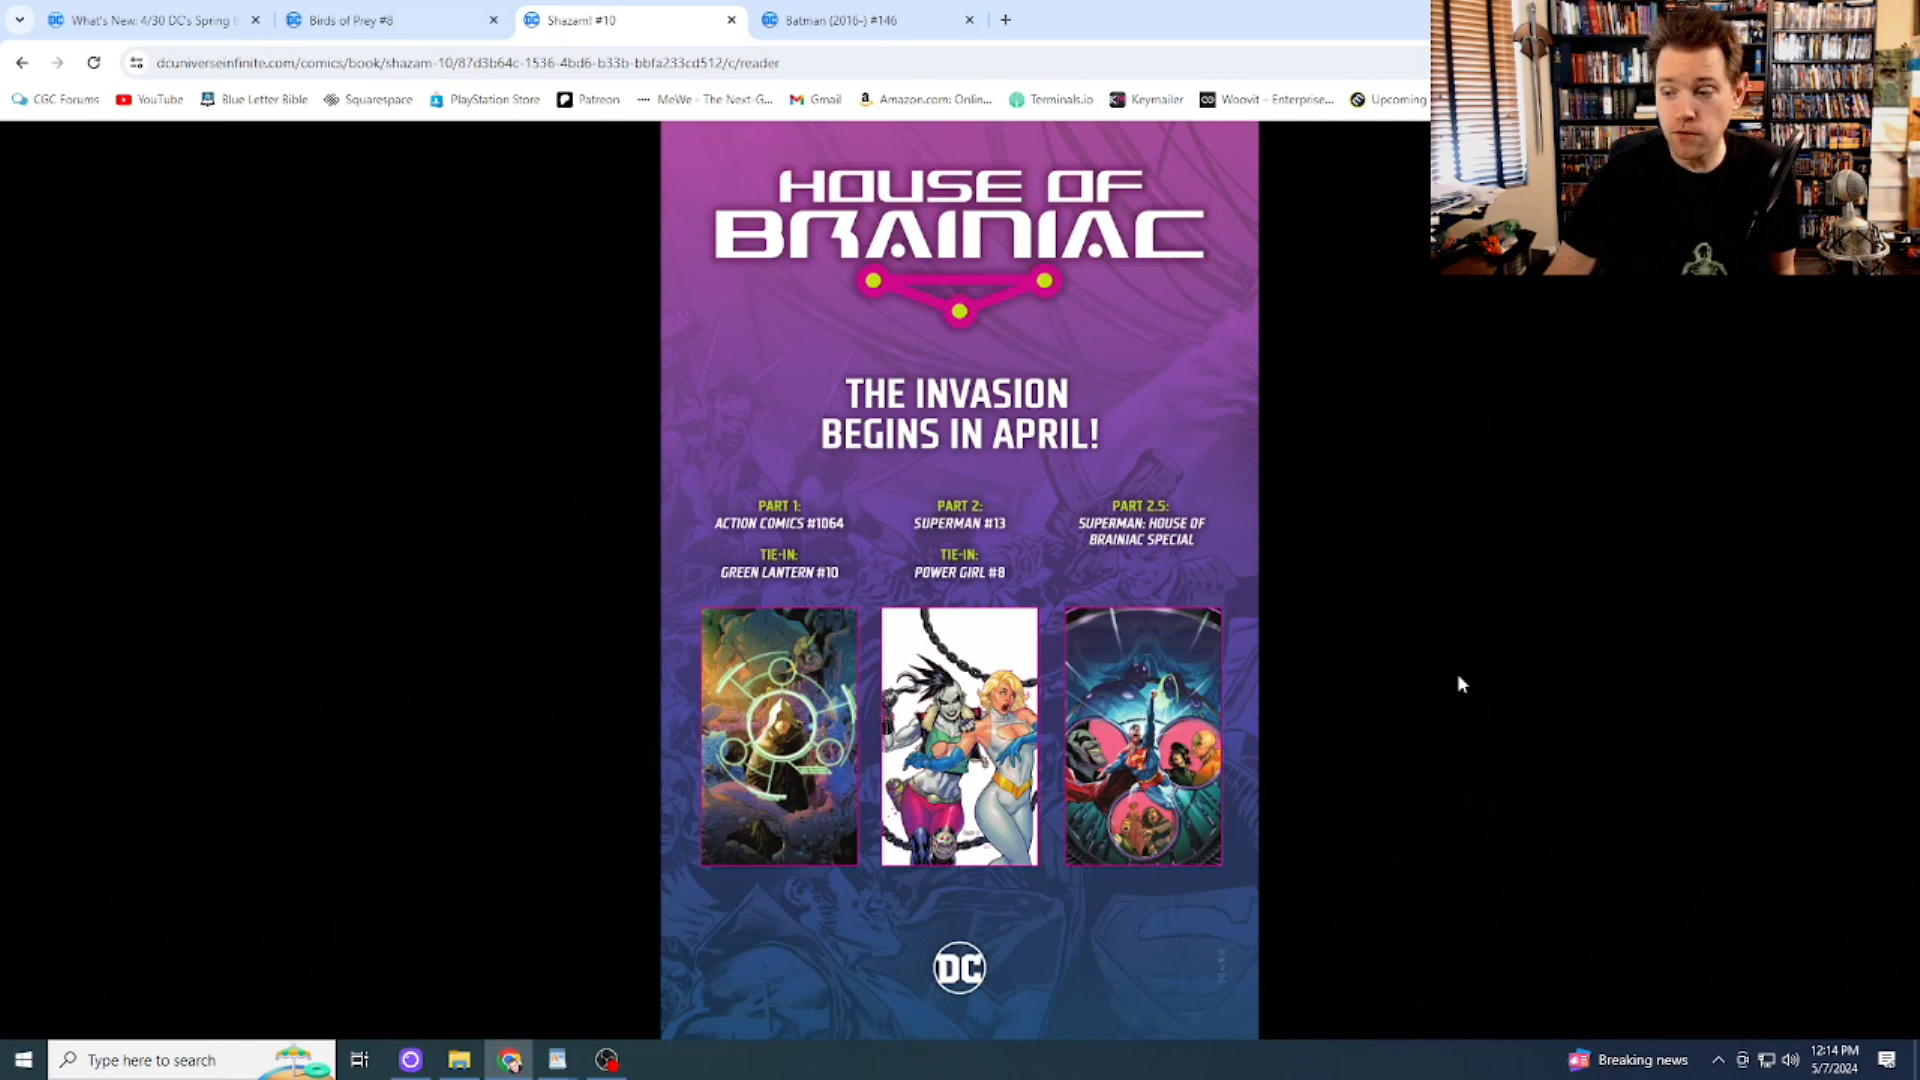 What's New: 4/30 DC's Spring
Birds of Prey #8
Shazam! #10
Batman (2016-) #146
dcuniverseinfinite.com/comics/book/shazam-10/87d3b64c-1536-4bd6-b33b-bbfa233cd512/c/reader
CGC Forums
YouTube
Blue Letter Bible
Squarespace
PlayStation Store
Patreon
MeWe - The Next-G...
Gmail
Amazon.com: Onlin...
Terminals.io
Keymailer
Woovit – Enterprise...
Upcoming
HOUSE OF
BRAINIAC
THE INVASION
BEGINS IN APRIL!
PART 1:
ACTION COMICS #1064
TIE-IN:
GREEN LANTERN #10
PART 2:
SUPERMAN #13
TIE-IN:
POWER GIRL #8
PART 2.5:
SUPERMAN: HOUSE OF
BRAINIAC SPECIAL
DC
Type here to search
Breaking news
12:14 PM
5/7/2024